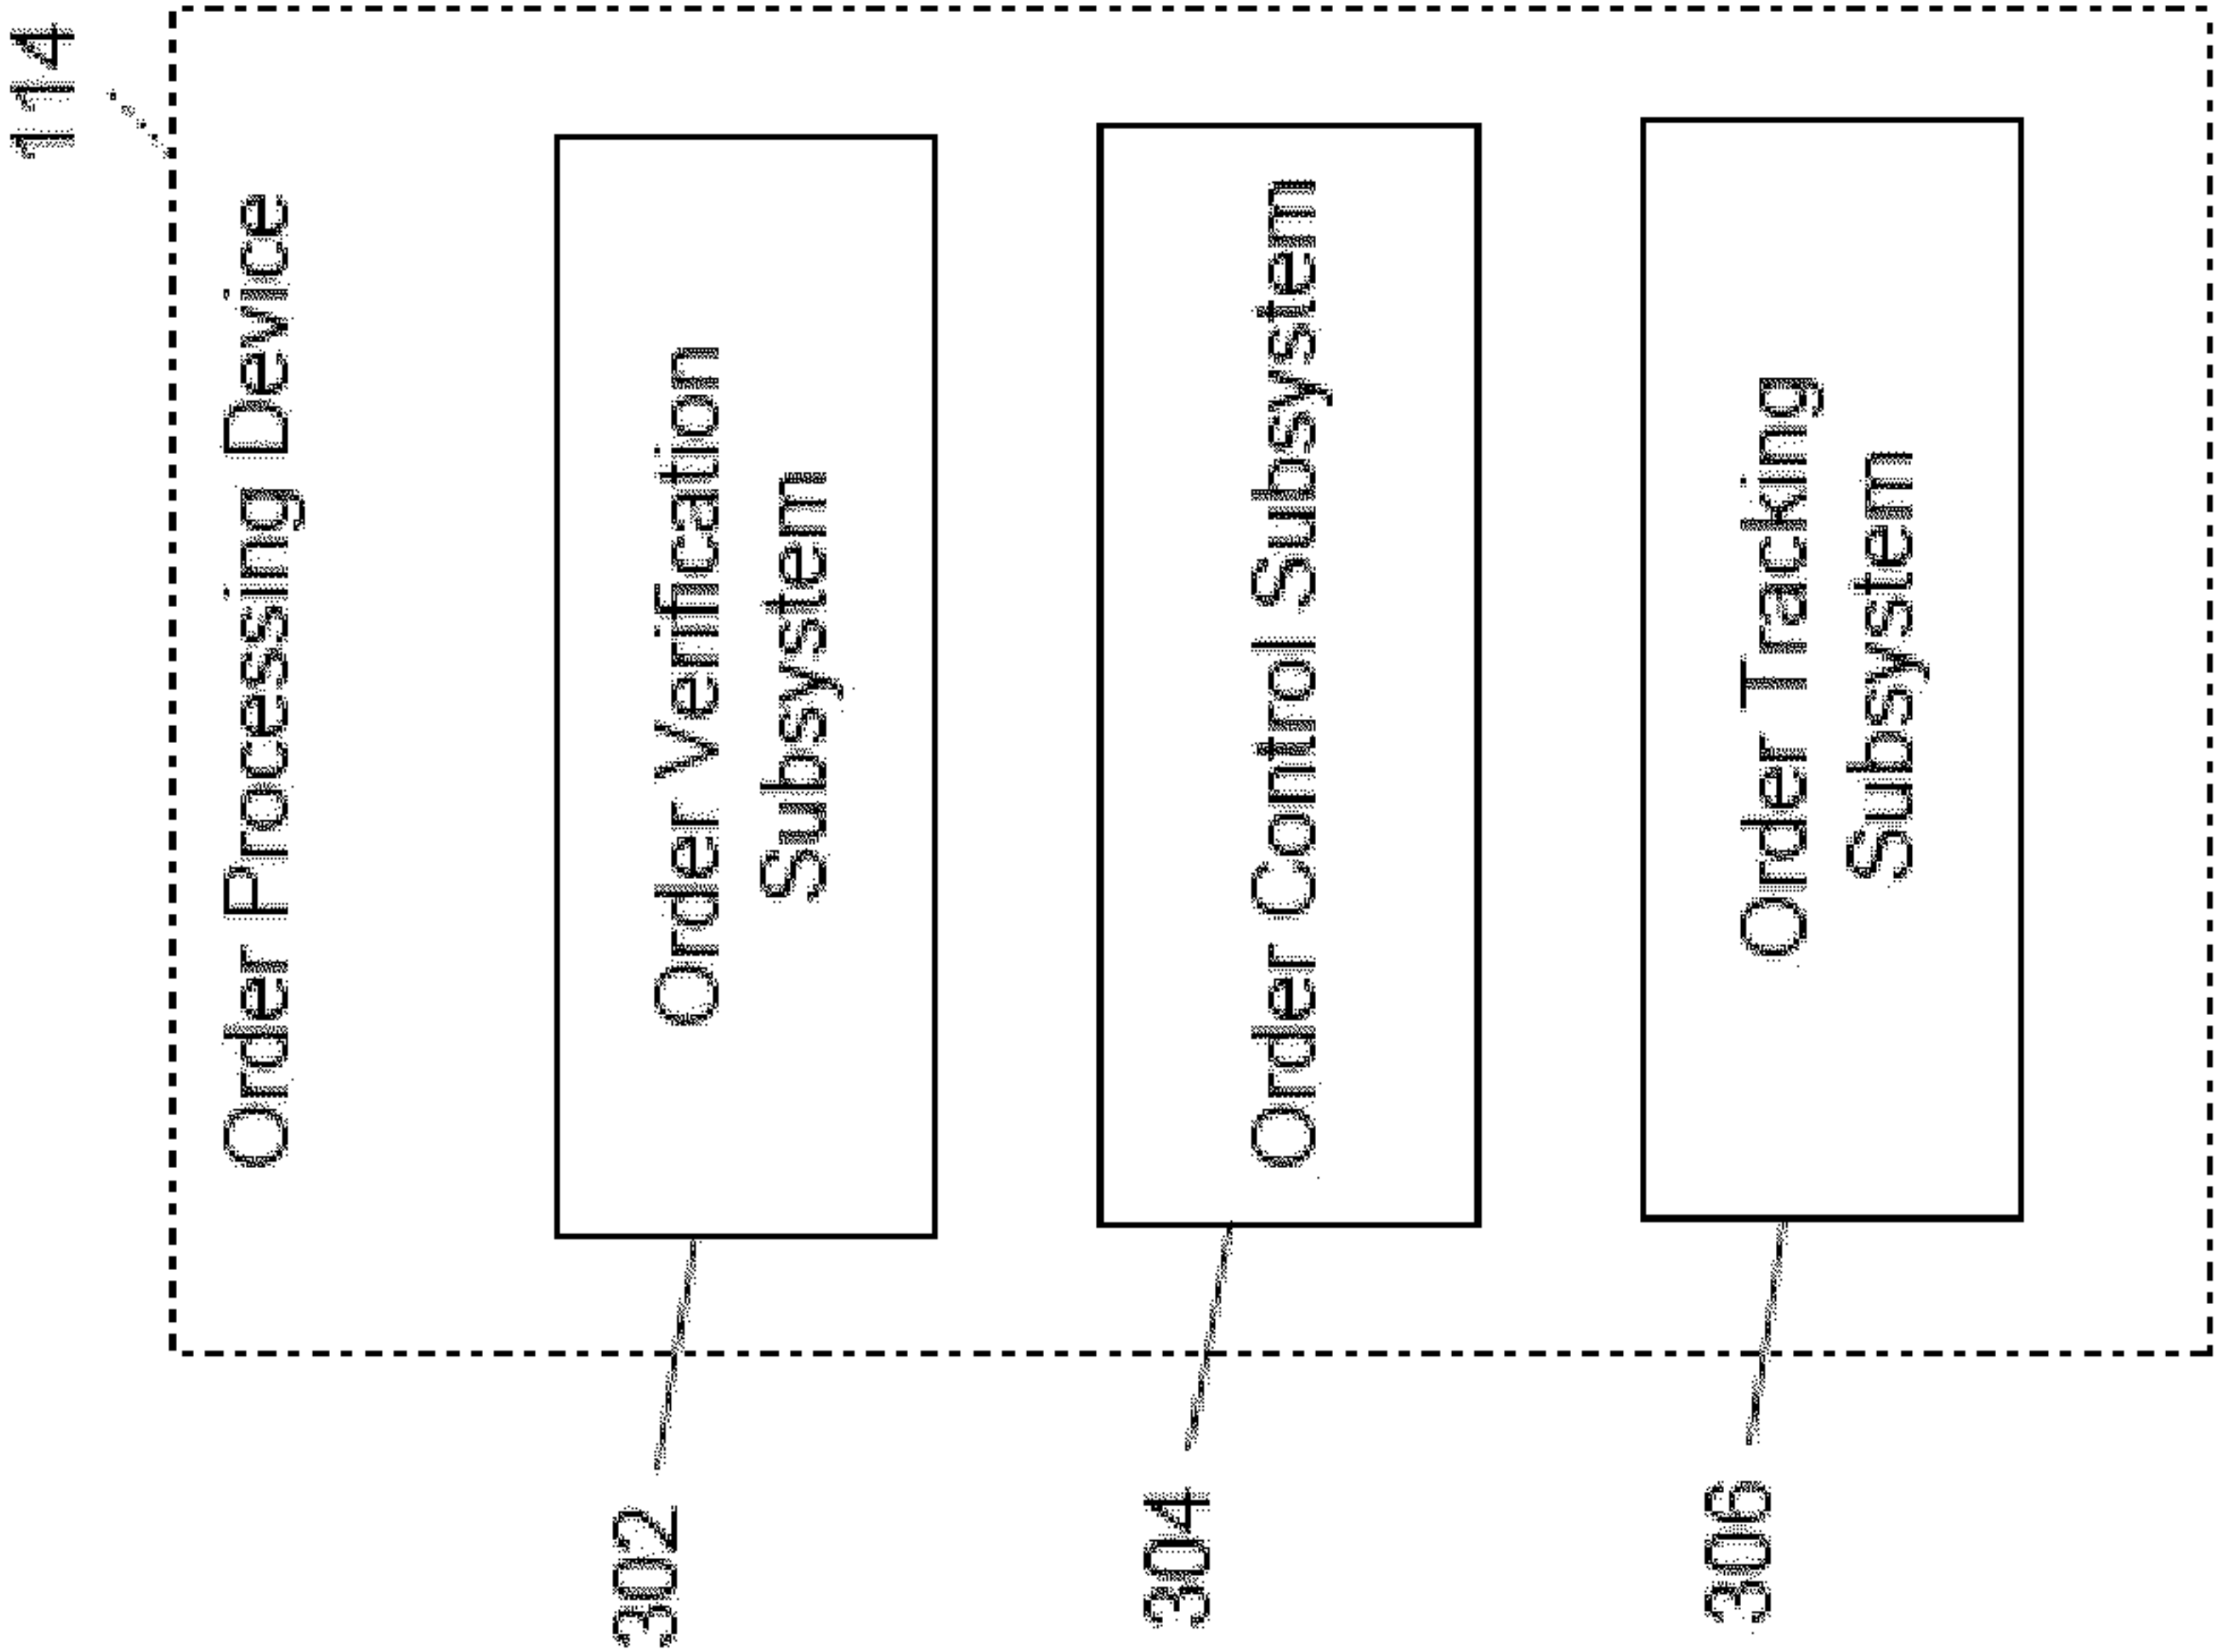 114
Order Processing Device
302
Order Verification
Subsystem
304
Order Control Subsystem
306
Order Tracking
Subsystem